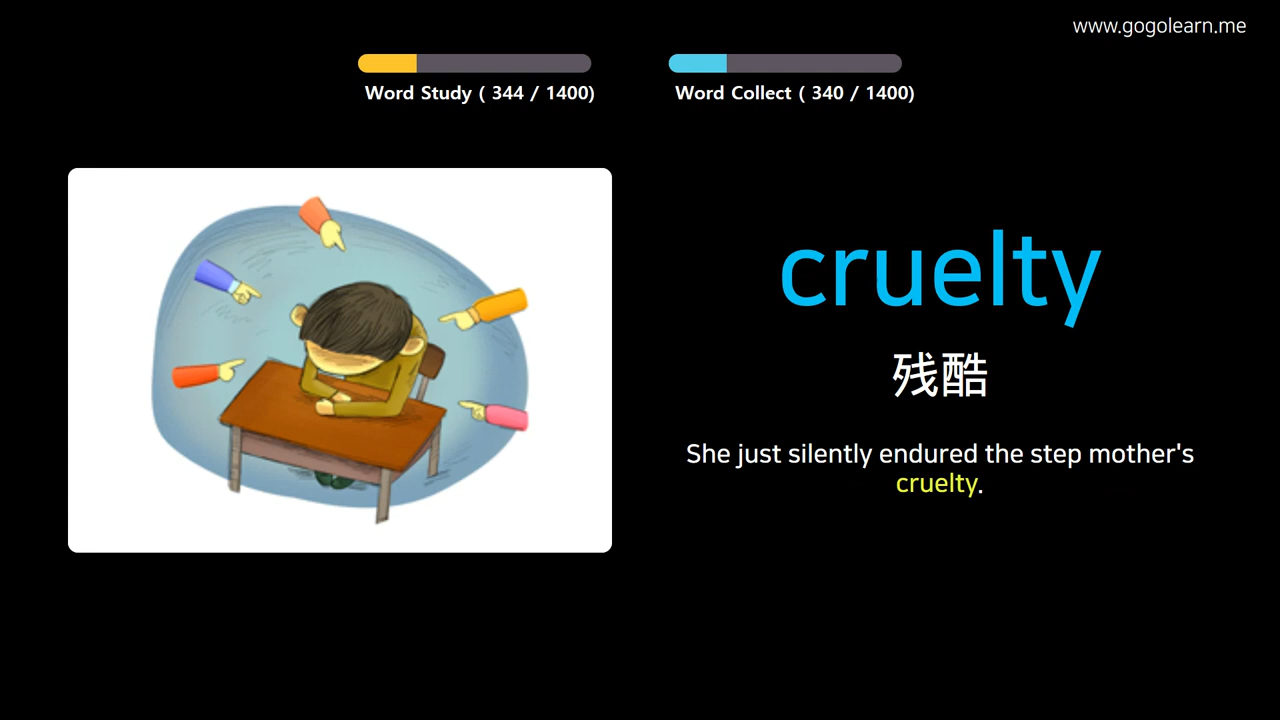 www.gogolearn.me
Word Study ( 344 / 1400)
Word Collect ( 340 / 1400)
cruelty
残酷
She just silently endured the step mother's
cruelty.